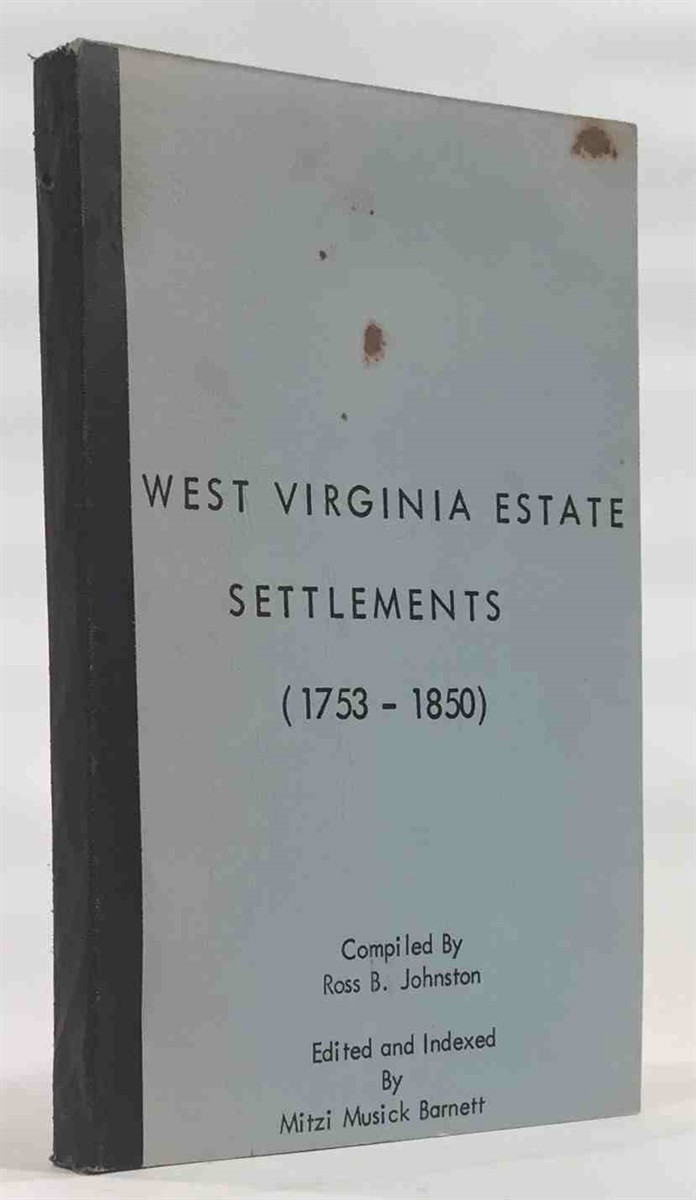 WEST VIRGINIA ESTATE
SETTLEMENTS
(1753 - 1850)
Compiled By
Ross B. Johnston
Edited and Indexed
By
Mitzi Musick Barnett